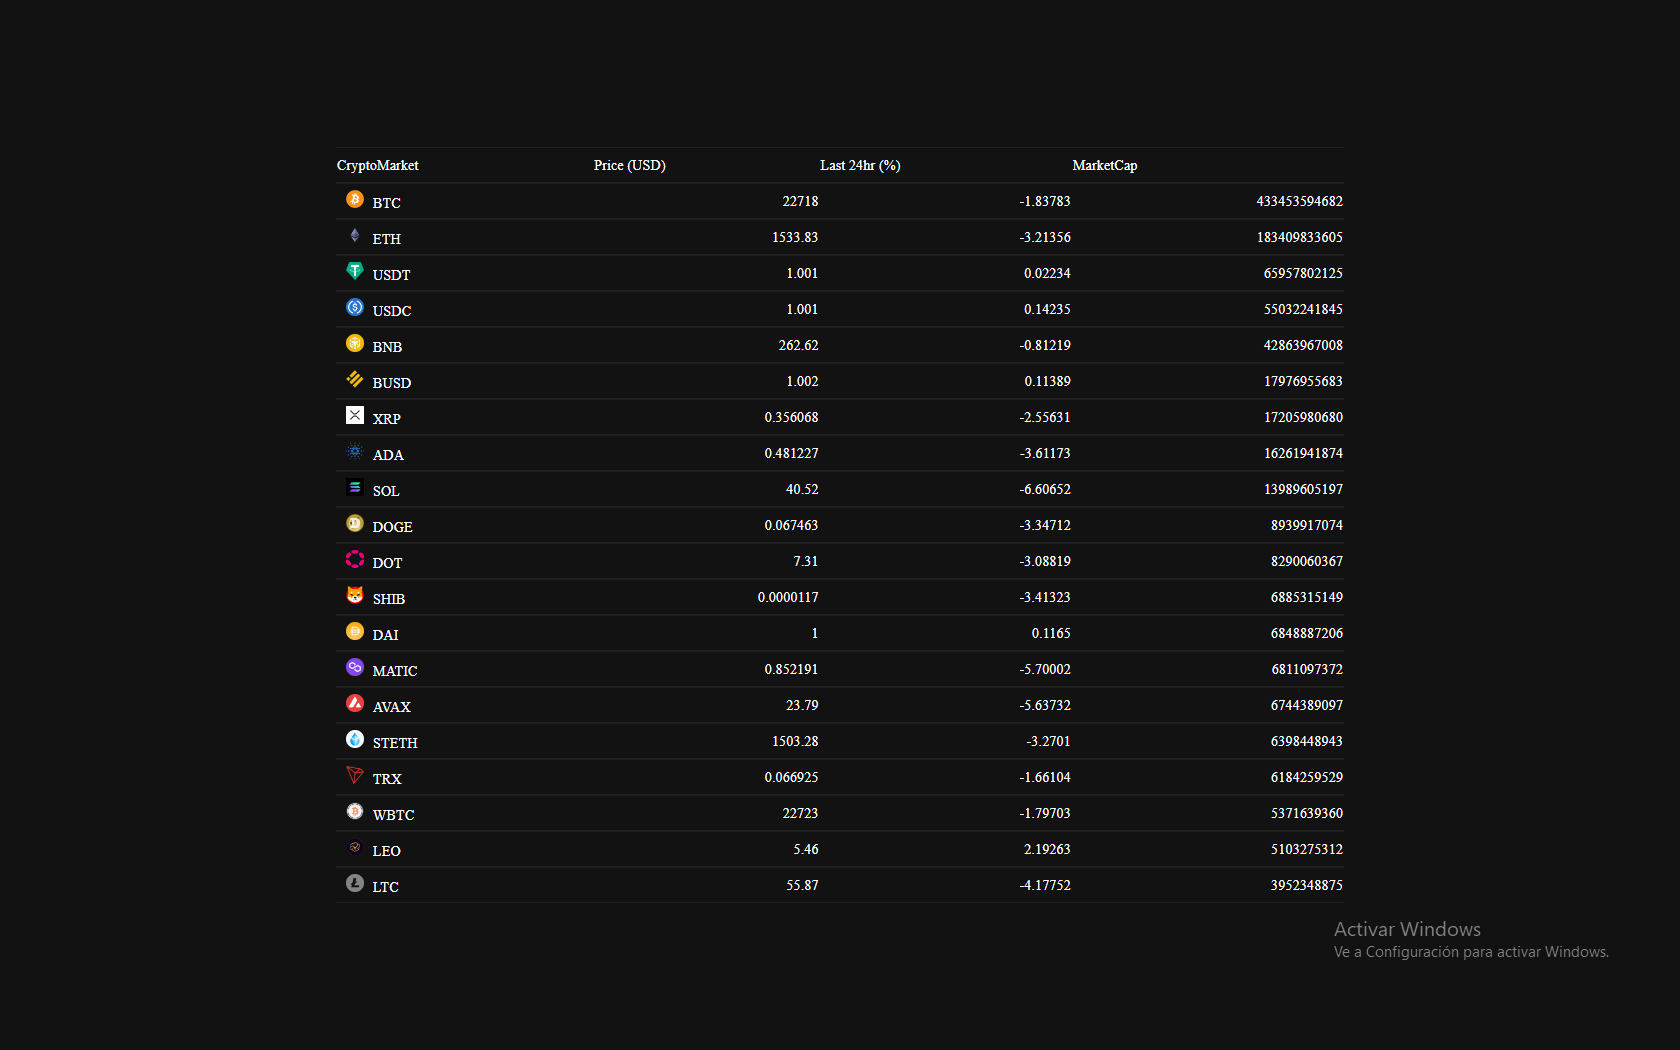 CryptoMarket Price (USD) Last 24hr (%) MarketCap
BTC 22718 -1.83783 433453594682
ETH 1533.83 -3.21356 183409833605
USDT 1.001 0.02234 65957802125
USDC 1.001 0.14235 55032241845
BNB 262.62 -0.81219 42863967008
BUSD 1.002 0.11389 17976955683
XRP 0.356068 -2.55631 17205980680
ADA 0.481227 -3.61173 16261941874
SOL 40.52 -6.60652 13989605197
DOGE 0.067463 -3.34712 8939917074
DOT 7.31 -3.08819 8290060367
SHIB 0.0000117 -3.41323 6885315149
DAI 1 0.1165 6848887206
MATIC 0.852191 -5.70002 6811097372
AVAX 23.79 -5.63732 6744389097
STETH 1503.28 -3.2701 6398448943
TRX 0.066925 -1.66104 6184259529
WBTC 22723 -1.79703 5371639360
LEO 5.46 2.19263 5103275312
LTC 55.87 -4.17752 3952348875
Activar Windows
Ve a Configuración para activar Windows.